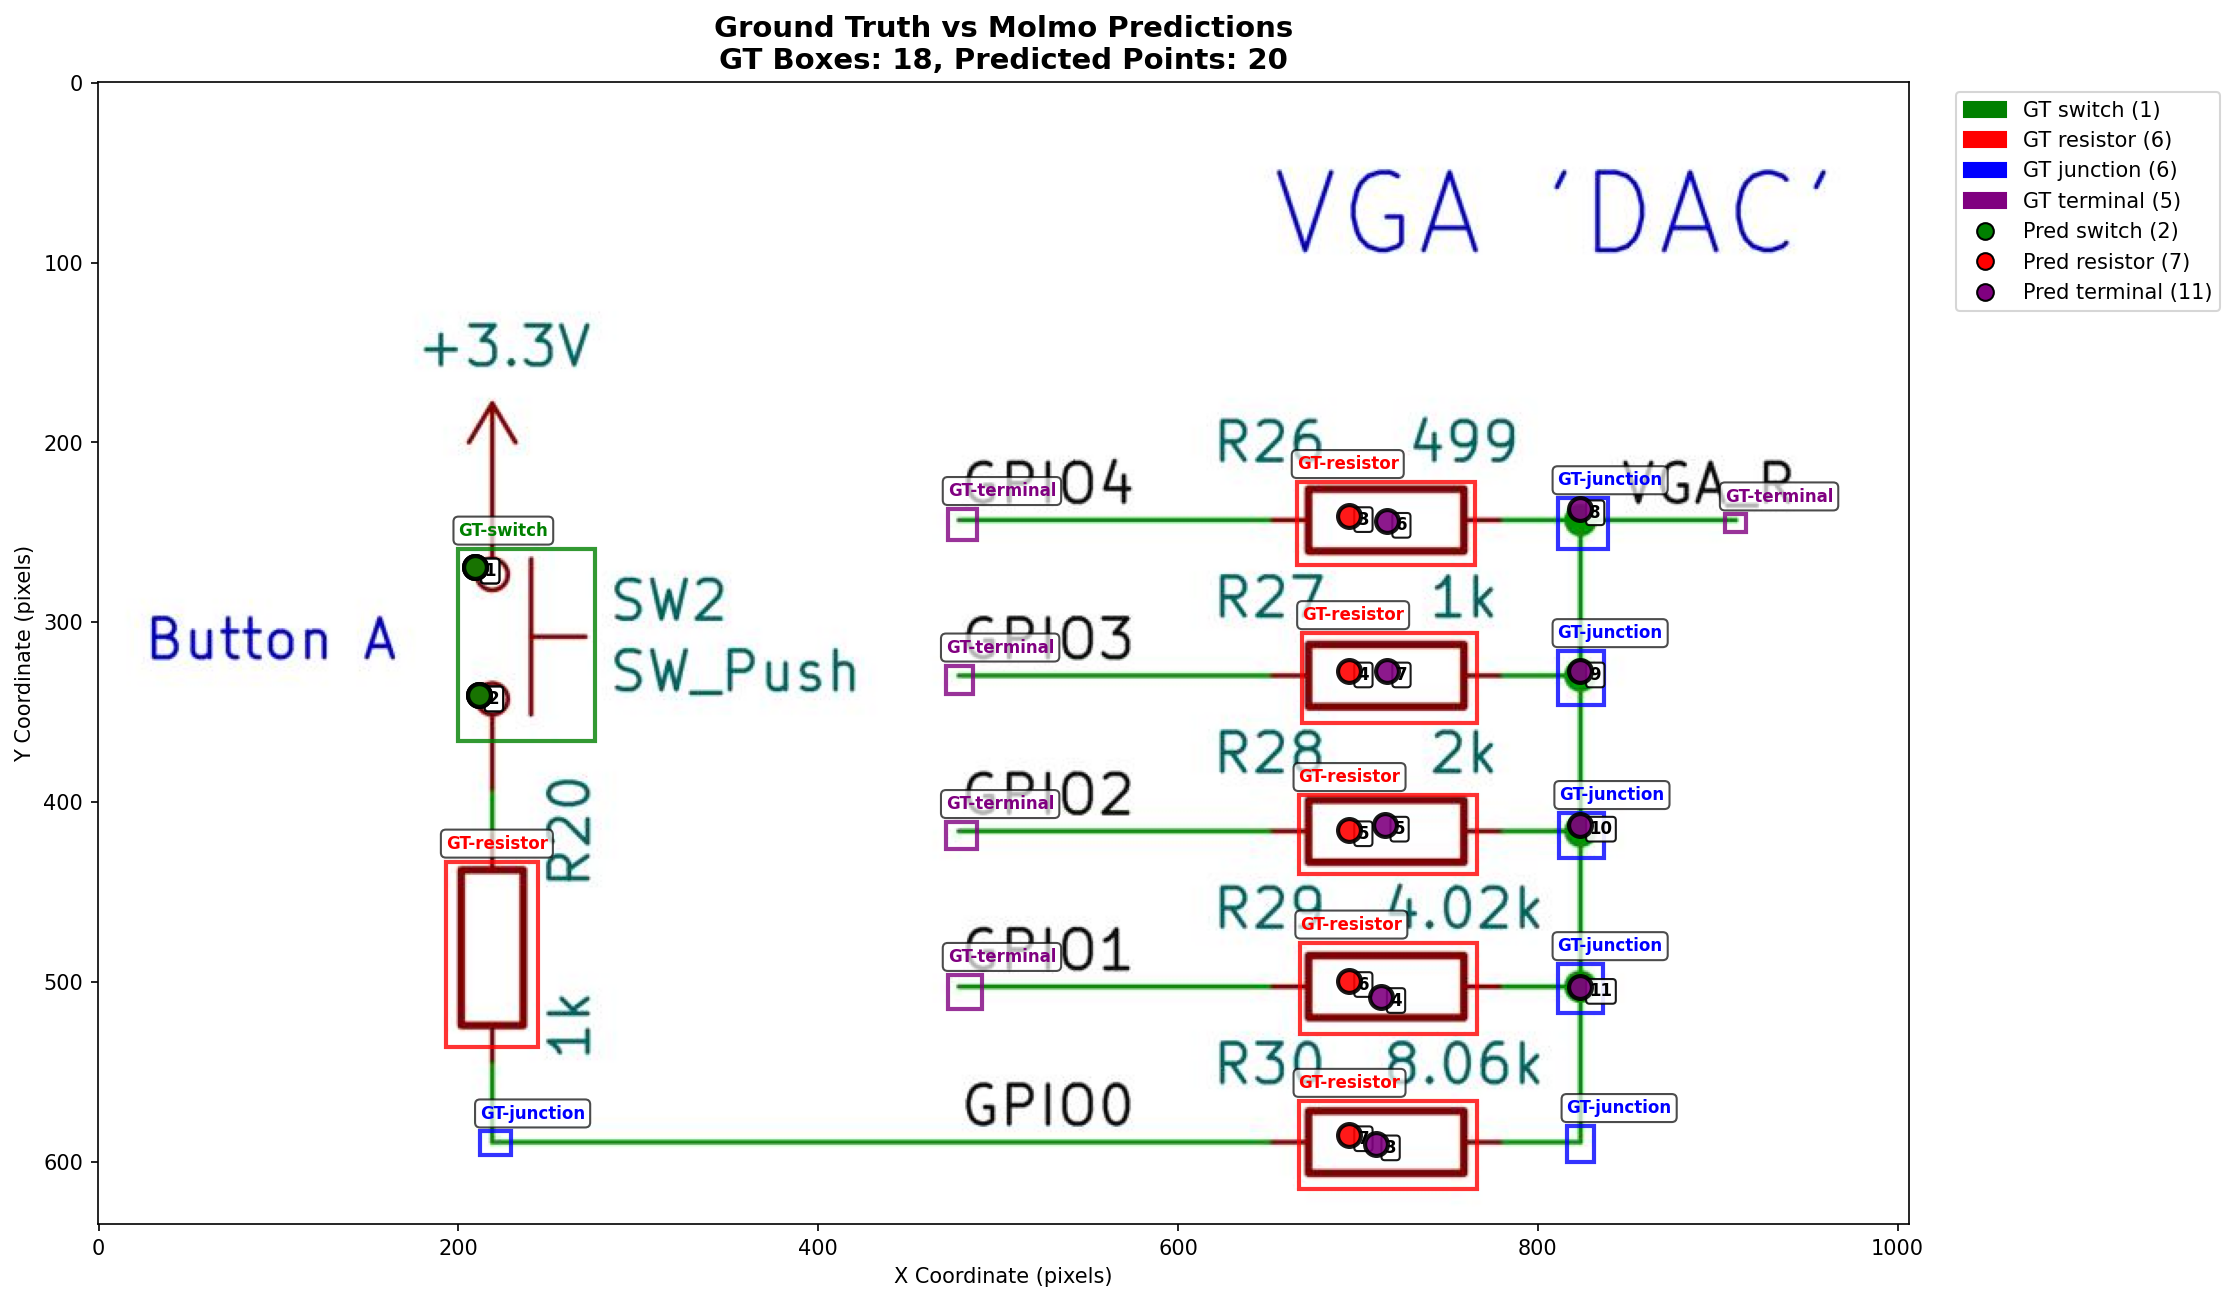 Ground Truth vs Molmo Predictions
GT Boxes: 18, Predicted Points: 20
GT switch (1)
GT resistor (6)
GT junction (6)
GT terminal (5)
Pred switch (2)
Pred resistor (7)
Pred terminal (11)
Y Coordinate (pixels)
0
100
200
300
400
500
600
VGA 'DAC'
+3.3V
GT-switch
1
2
Button A
SW2
SW_Push
GT-resistor
R20
1k
GT-junction
R26 499
GPIO4
GT-terminal
GT-resistor
3
6
GT-junction
8
VGA_R
GT-terminal
R27 1k
GPIO3
GT-terminal
GT-resistor
4
7
GT-junction
9
R28 2k
GPIO2
GT-terminal
GT-resistor
5
5
GT-junction
10
R29 4.02k
GPIO1
GT-terminal
GT-resistor
6
4
GT-junction
11
R30 8.06k
GPIO0
GT-resistor
7
3
GT-junction
0
200
400
600
800
1000
X Coordinate (pixels)